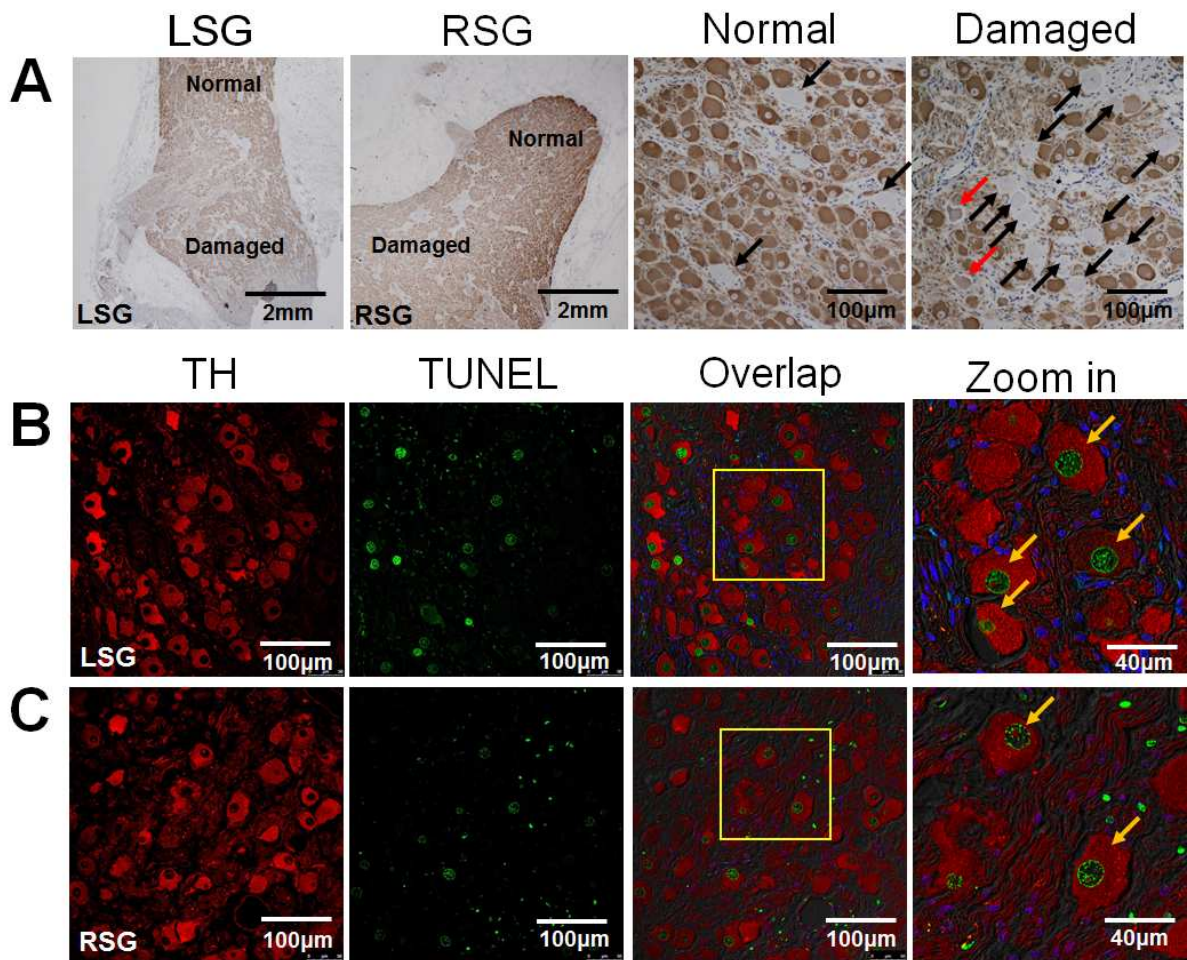 LSG RSG Normal Damaged
A
Normal
Normal
Damaged
Damaged
2mm 2mm 100μm 100μm
LSG RSG
TH TUNEL Overlap Zoom in
B
100μm 100μm 100μm 40μm
LSG
C
100μm 100μm 100μm 40μm
RSG